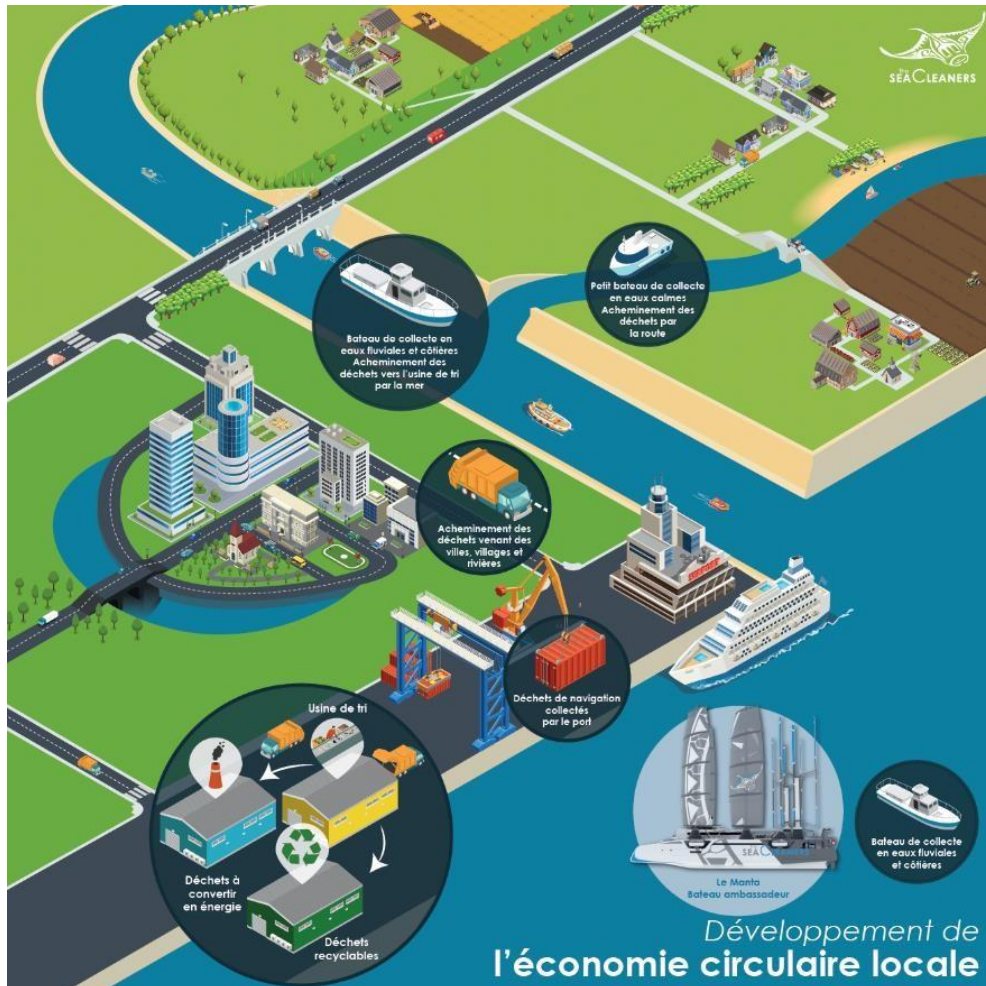 the
SEACLEANERS
Petit bateau de collecte
en eaux calmes
Acheminement des
déchets par
la route
Bateau de collecte en
eaux fluviales et côtières
Acheminement des
déchets vers l'usine de tri
par la mer
Acheminement des
déchets venant des
villes, villages et
rivières
Déchets de navigation
collectés
par le port
Usine de tri
Déchets à
convertir
en énergie
Déchets
recyclables
SEACLEANERS
Le Manta
Bateau ambassadeur
Bateau de collecte
en eaux fluviales
et côtières
Développement de
l'économie circulaire locale